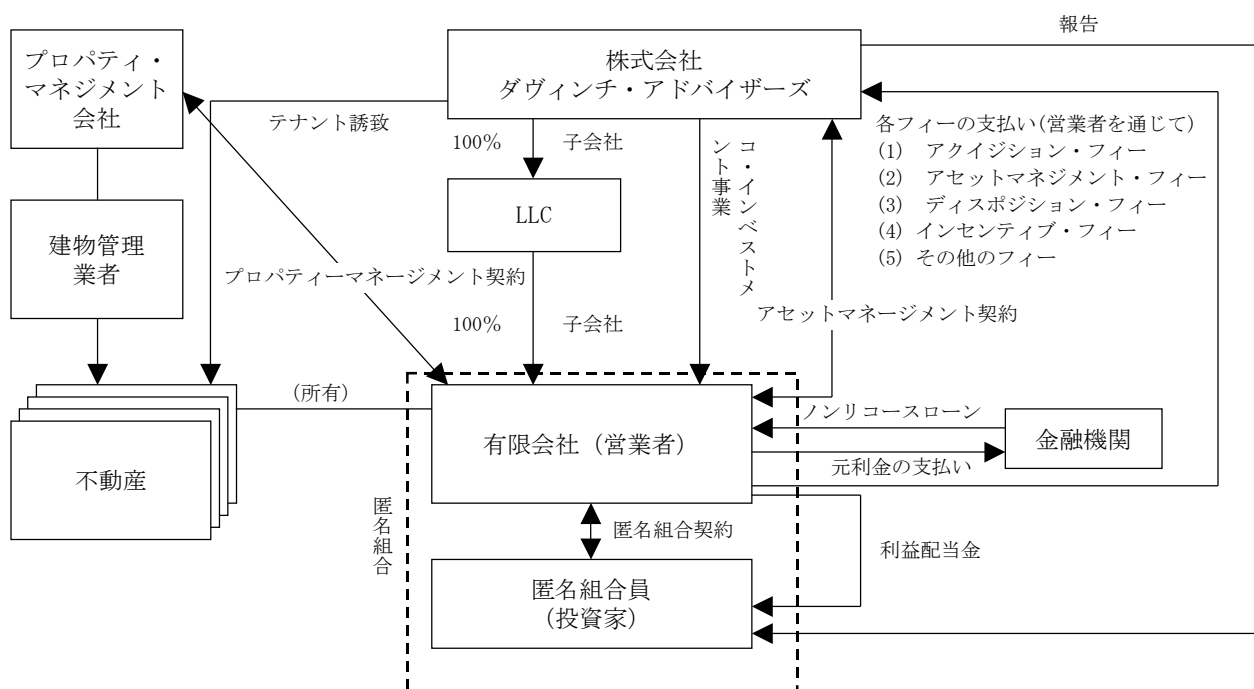 報告
プロパティ・
マネジメント
会社
株式会社
ダヴィンチ・アドバイザーズ
テナント誘致
100%
子会社
コ・インベストメ
ント事業
各フィーの支払い(営業者を通じて)
(1) アクイジション・フィー
(2) アセットマネジメント・フィー
(3) ディスポジション・フィー
(4) インセンティブ・フィー
(5) その他のフィー
LLC
建物管理
業者
プロパティーマネージメント契約
アセットマネージメント契約
100%
子会社
(所有)
有限会社（営業者）
ノンリコースローン
金融機関
元利金の支払い
不動産
匿名組合
匿名組合契約
利益配当金
匿名組合員
（投資家）